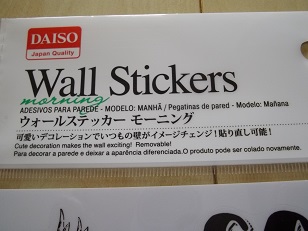 DAISO
Japan Quality
Wall Stickers
morning
ADESIVOS PARA PAREDE - MODELO: MANHÃ / Pegatinas de pared - Modelo: Mañana
ウォールステッカー モーニング
可愛いデコレーションでいつもの壁がイメージチェンジ！貼り直し可能！
Cute decoration makes the wall exciting! Removable!
Para decorar a parede e deixar a aparência diferenciada.O produto pode ser colado novamente.